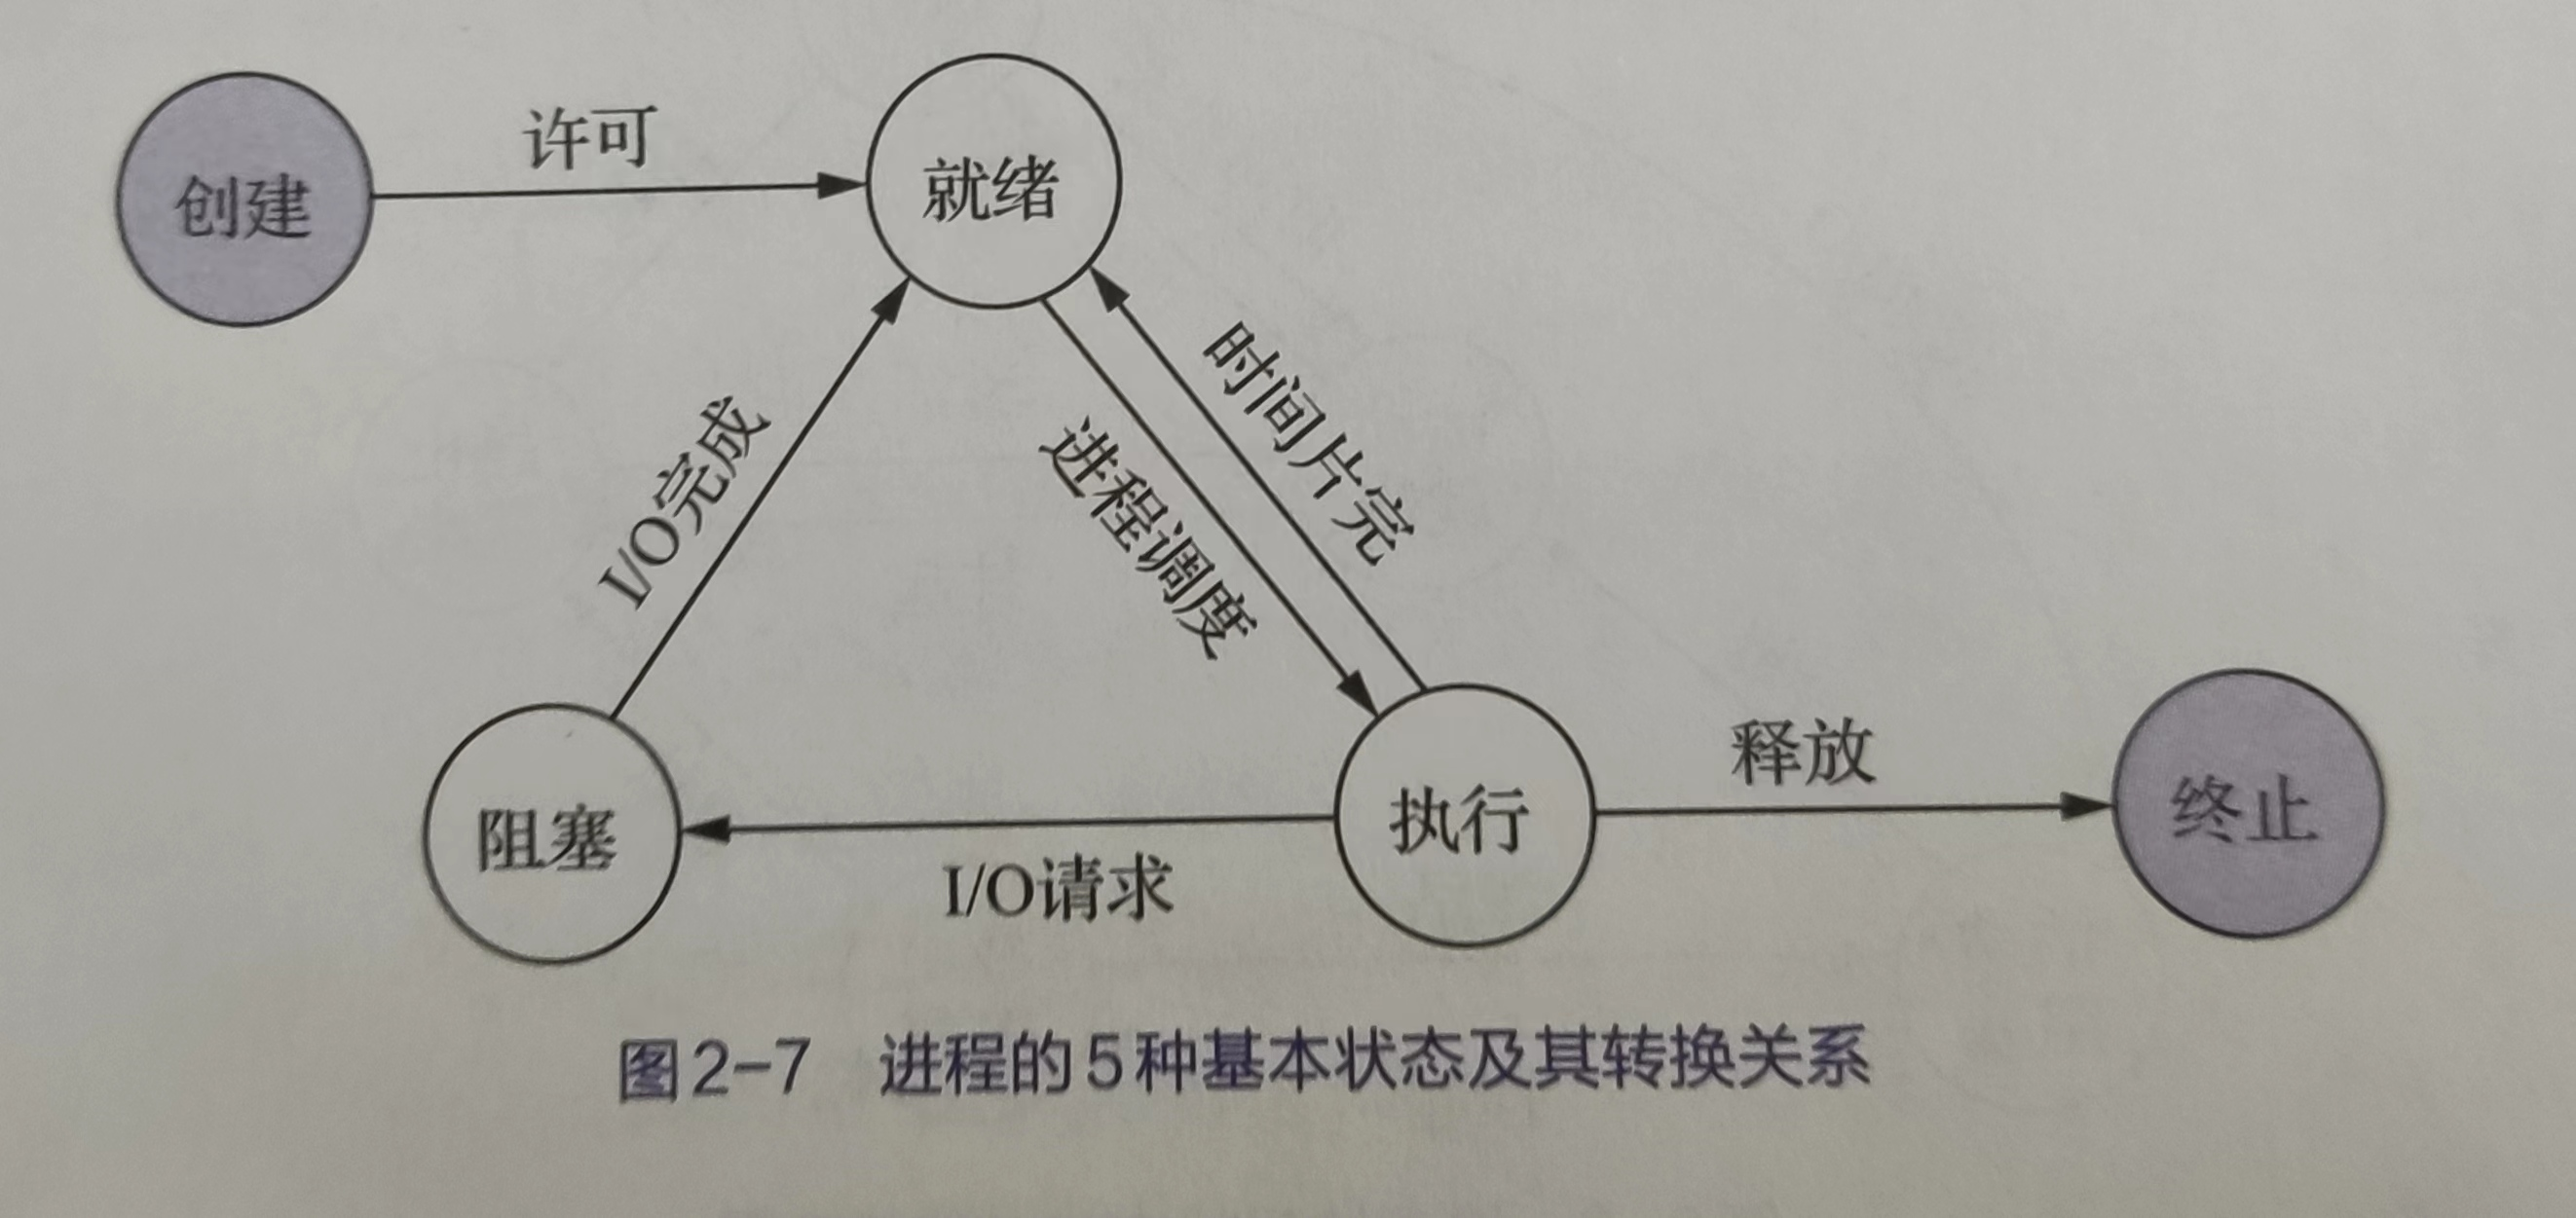 创建
许可
就绪
I/O完成
进程调度
时间片完
阻塞
I/O请求
执行
释放
终止
图2-7 进程的5种基本状态及其转换关系